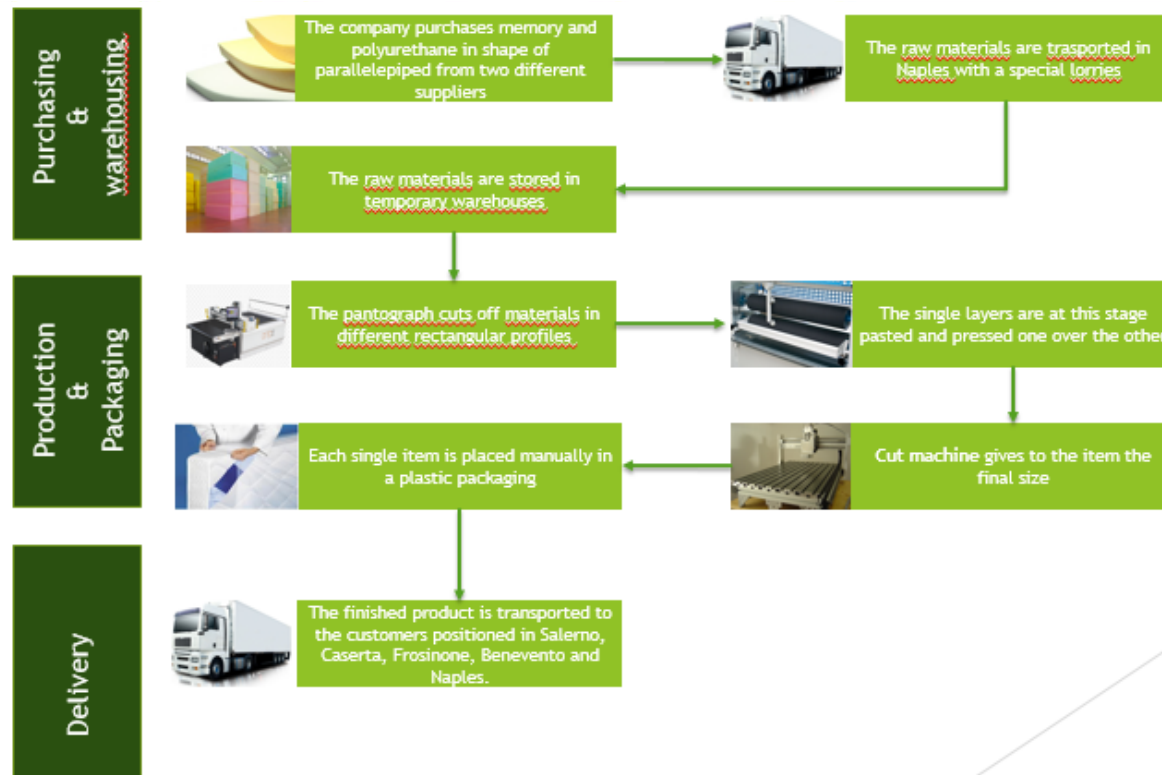 Purchasing
&
warehousing
The company purchases memory and
polyurethane in shape of
parallelepiped from two different
suppliers
The raw materials are trasported in
Naples with a special lorries
The raw materials are stored in
temporary warehouses
Production
&
Packaging
The pantograph cuts off materials in
different rectangular profiles
The single layers are at this stage
pasted and pressed one over the other
Each single item is placed manually in
a plastic packaging
Cut machine gives to the item the
final size
Delivery
The finished product is transported to
the customers positioned in Salerno,
Caserta, Frosinone, Benevento and
Naples.